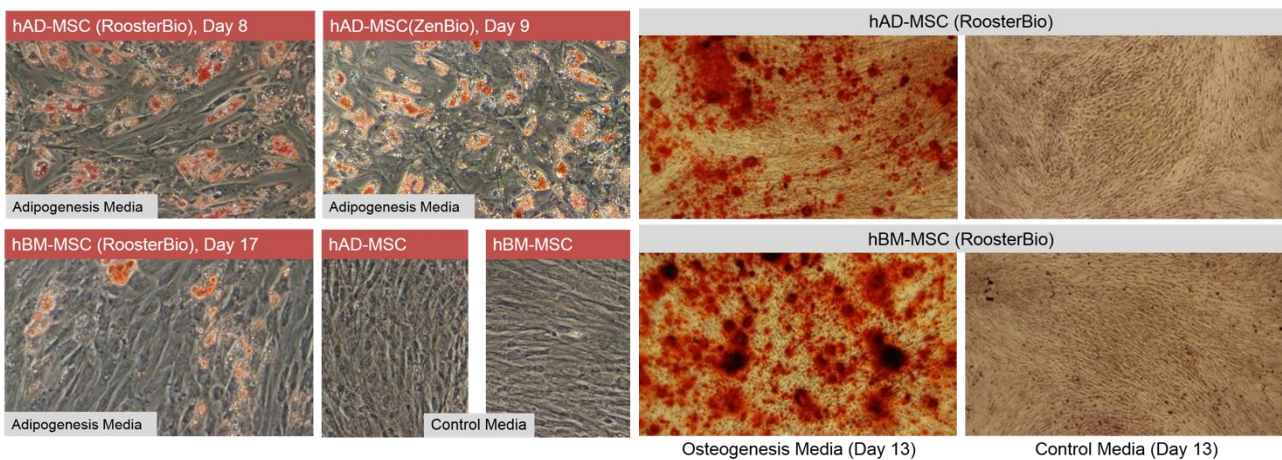 hAD-MSC (RoosterBio), Day 8
hAD-MSC(ZenBio), Day 9
Adipogenesis Media
Adipogenesis Media
hBM-MSC (RoosterBio), Day 17
hAD-MSC
hBM-MSC
Adipogenesis Media
Control Media
hAD-MSC (RoosterBio)
hBM-MSC (RoosterBio)
Osteogenesis Media (Day 13)
Control Media (Day 13)